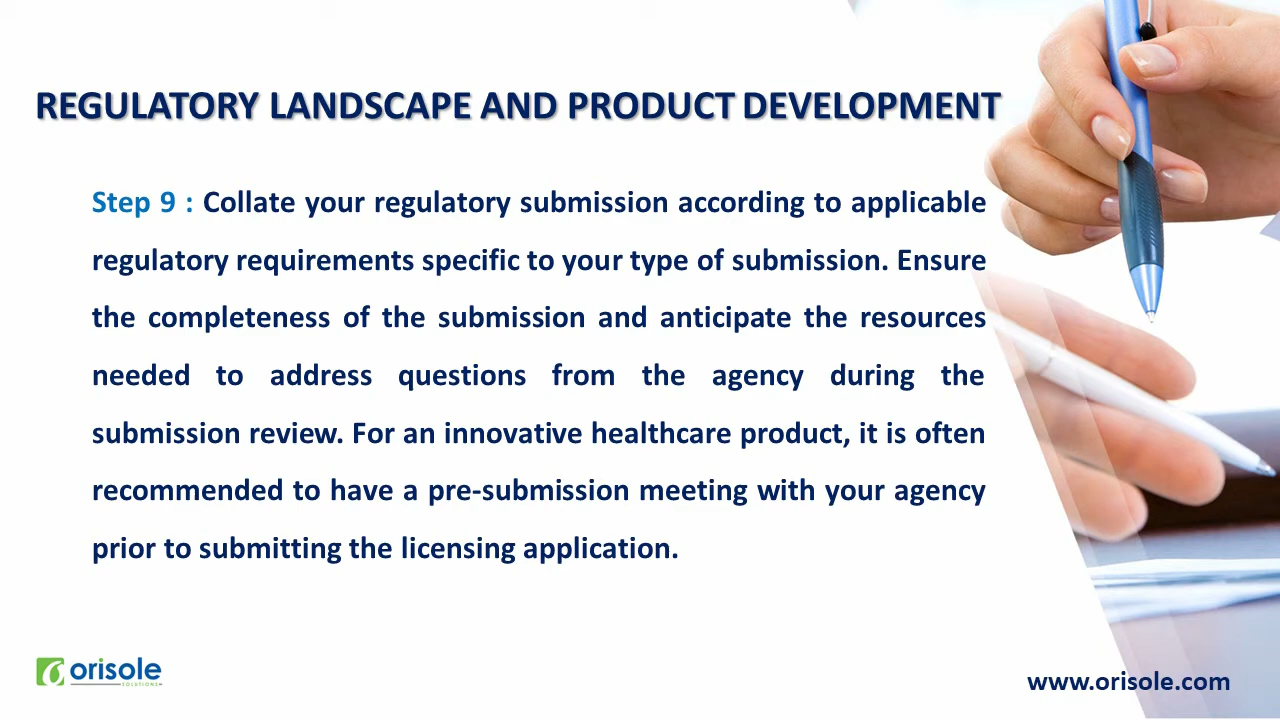 REGULATORY LANDSCAPE AND PRODUCT DEVELOPMENT
Step 9 : Collate your regulatory submission according to applicable
regulatory requirements specific to your type of submission. Ensure
the completeness of the submission and anticipate the resources
needed to address questions from the agency during the
submission review. For an innovative healthcare product, it is often
recommended to have a pre-submission meeting with your agency
prior to submitting the licensing application.
orisole
SOLUTIONS
www.orisole.com